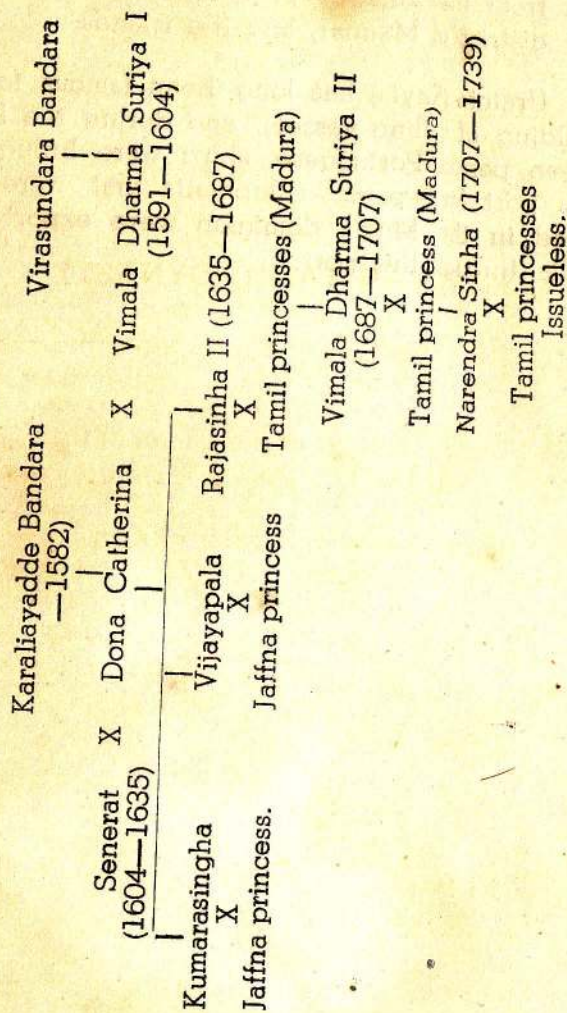 Karaliayadde Bandara
—1582)
Virasundara Bandara
Senerat X Dona Catherina X Vimala Dharma Suriya I
(1604—1635)
(1591—1604)
Kumarasingha
X
Jaffna princess.
Vijayapala
X
Jaffna princess
Rajasinha II (1635—1687)
X
Tamil princesses (Madura)
Vimala Dharma Suriya II
(1687—1707)
X
Tamil princess (Madura)
Narendra Sinha (1707—1739)
X
Tamil princesses
Issueless.